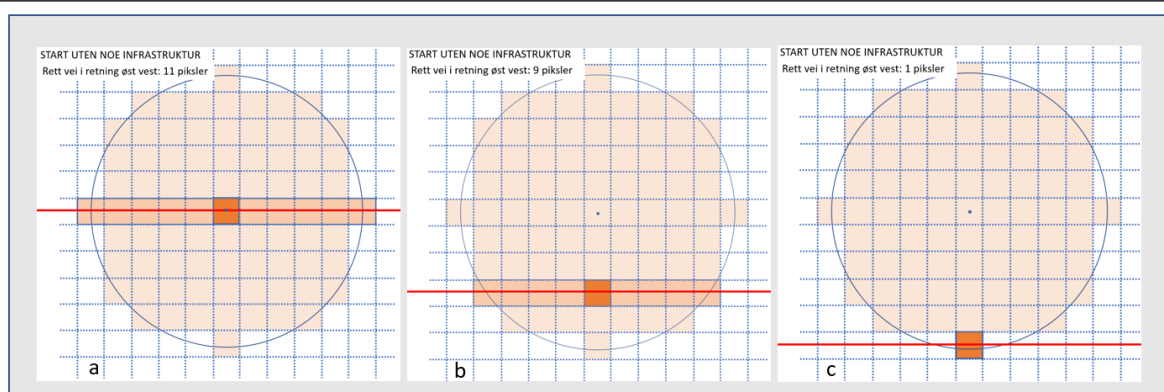 START UTEN NOE INFRASTRUKTUR
Rett vei i retning øst vest: 11 piksler
a
START UTEN NOE INFRASTRUKTUR
Rett vei i retning øst vest: 9 piksler
b
START UTEN NOE INFRASTRUKTUR
Rett vei i retning øst vest: 1 piksler
c